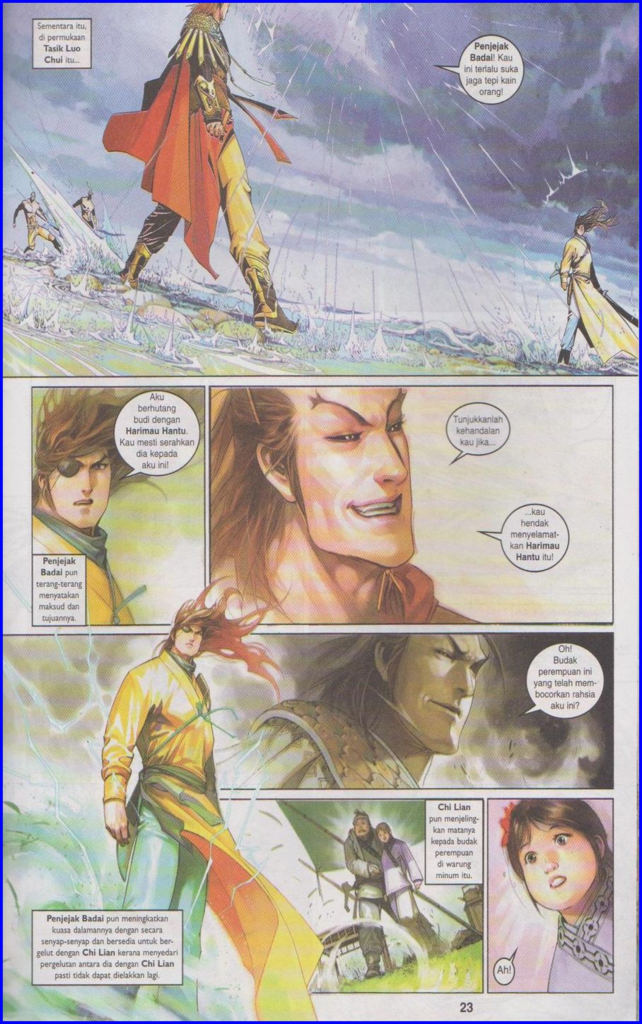 Sementara itu,
di permukaan
Tasik Luo
Chui itu...
Penjejak
Badai! Kau
ini terlalu suka
jaga tepi kain
orang!
Aku
berhutang
budi dengan
Harimau Hantu.
Kau mesti serahkan
dia kepada
aku ini!
Penjejak
Badai pun
terang-terang
menyatakan
maksud dan
tujuannya.
Tunjukkanlah
kehandalan
kau jika...
...kau
hendak
menyelamat-
kan Harimau
Hantu itu!
Oh!
Budak
perempuan ini
yang telah mem-
bocorkan rahsia
aku ini?
Penjejak Badai pun meningkatkan
kuasa dalamannya dengan secara
senyap-senyap dan bersedia untuk ber-
gelut dengan Chi Lian kerana menyedari
pergelutan antara dia dengan Chi Lian
pasti tidak dapat dielakkan lagi.
Chi Lian
pun menjeling-
kan matanya
kepada budak
perempuan
di warung
minum itu.
Ah!
23